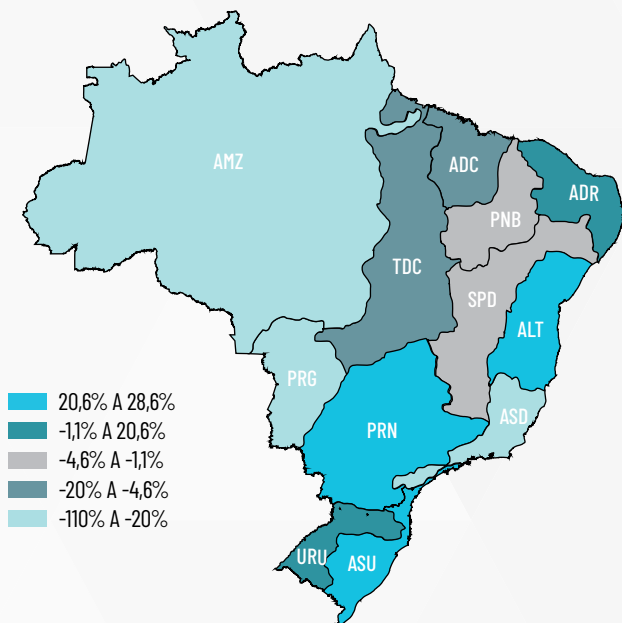 AMZ
ADC
ADR
PNB
TDC
SPD
ALT
PRG
ASD
PRN
URU
ASU
20,6% A 28,6%
-1,1% A 20,6%
-4,6% A -1,1%
-20% A -4,6%
-110% A -20%